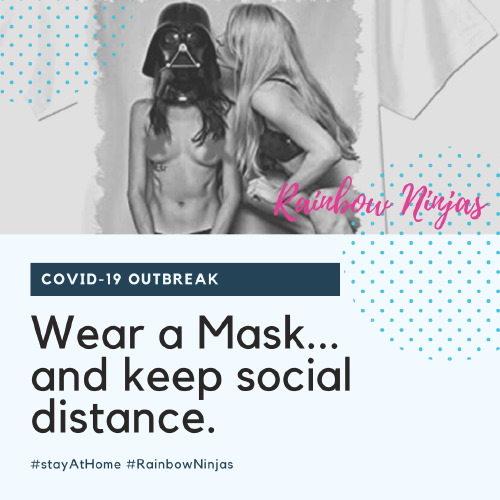 Rainbow Ninjas
COVID-19 OUTBREAK
Wear a Mask...
and keep social
distance.
#stayAtHome #RainbowNinjas